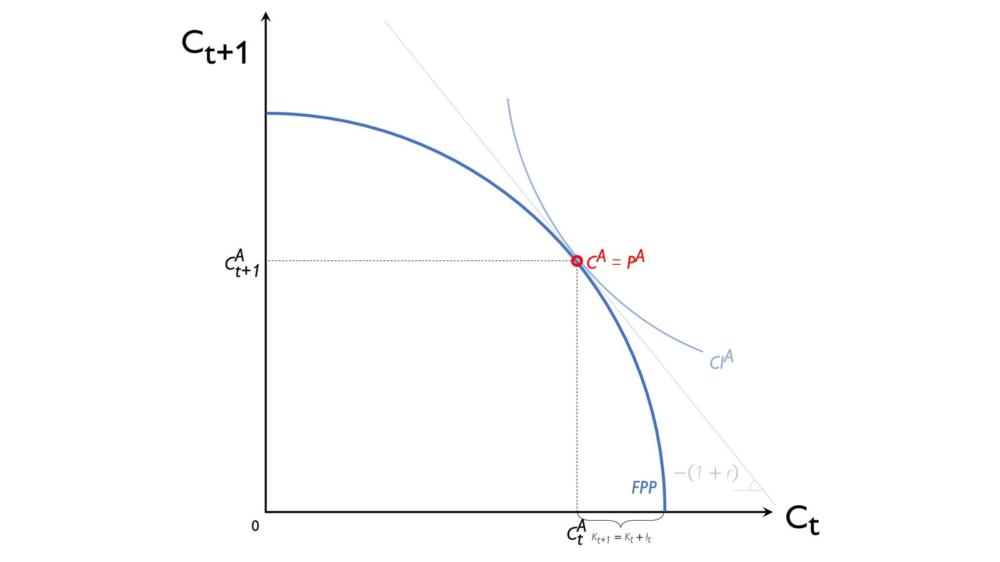 C_{t+1}
C^A_{t+1}
C^A = P^A
CI^A
−(1 + r)
FPP
0
C_t
C^A_t
K_{t+1} = K_t + I_t